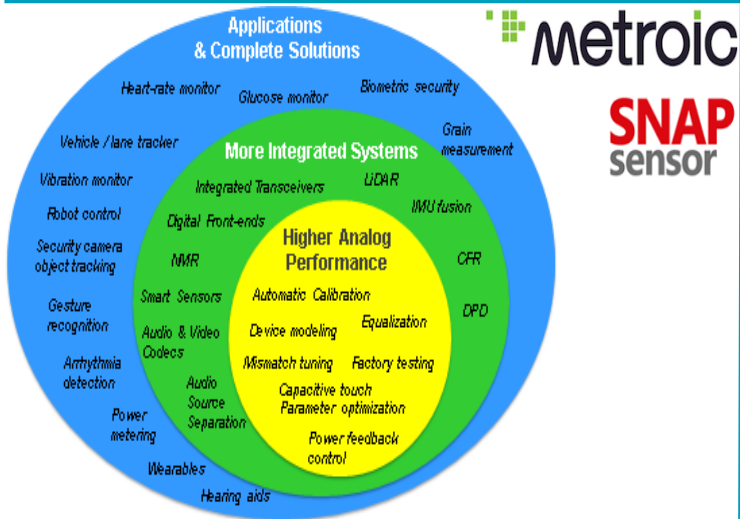 Applications
& Complete Solutions
metroic
SNAP
sensor
Heart-rate monitor
Glucose monitor
Biometric security
Vehicle / lane tracker
Grain
measurement
More Integrated Systems
Vibration monitor
Integrated Transceivers
LiDAR
Robot control
Digital Front-ends
IMU fusion
Higher Analog
Performance
Security camera
object tracking
NMR
CFR
Smart Sensors
Automatic Calibration
DPD
Gesture
recognition
Device modeling
Equalization
Audio & Video
Codecs
Mismatch tuning
Factory testing
Arrhythmia
detection
Audio
Source
Separation
Capacitive touch
Parameter optimization
Power
metering
Power feedback
control
Wearables
Hearing aids